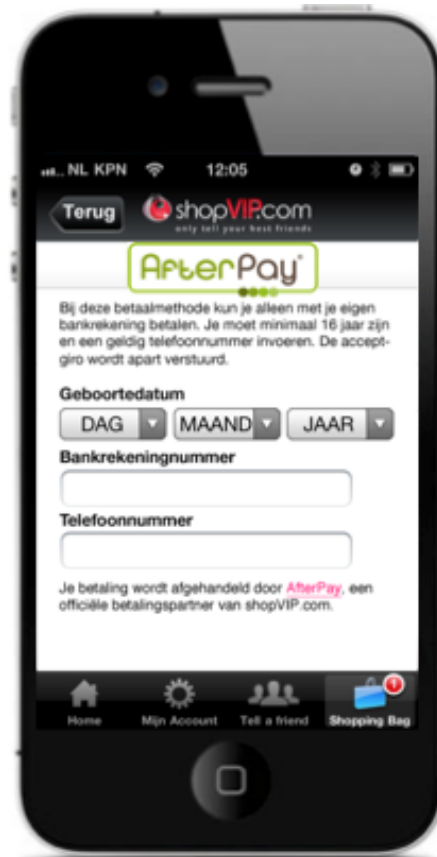 NL KPN 12:05
Terug shopVIP.com
only tell your best friends
AfterPay
Bij deze betaalmethode kun je alleen met je eigen
bankrekening betalen. Je moet minimaal 16 jaar zijn
en een geldig telefoonnummer invoeren. De accept-
giro wordt apart verstuurd.
Geboortedatum
DAG MAAND JAAR
Bankrekeningnummer
Telefoonnummer
Je betaling wordt afgehandeld door AfterPay, een
officiële betalingspartner van shopVIP.com.
1
Home Mijn Account Tell a friend Shopping Bag